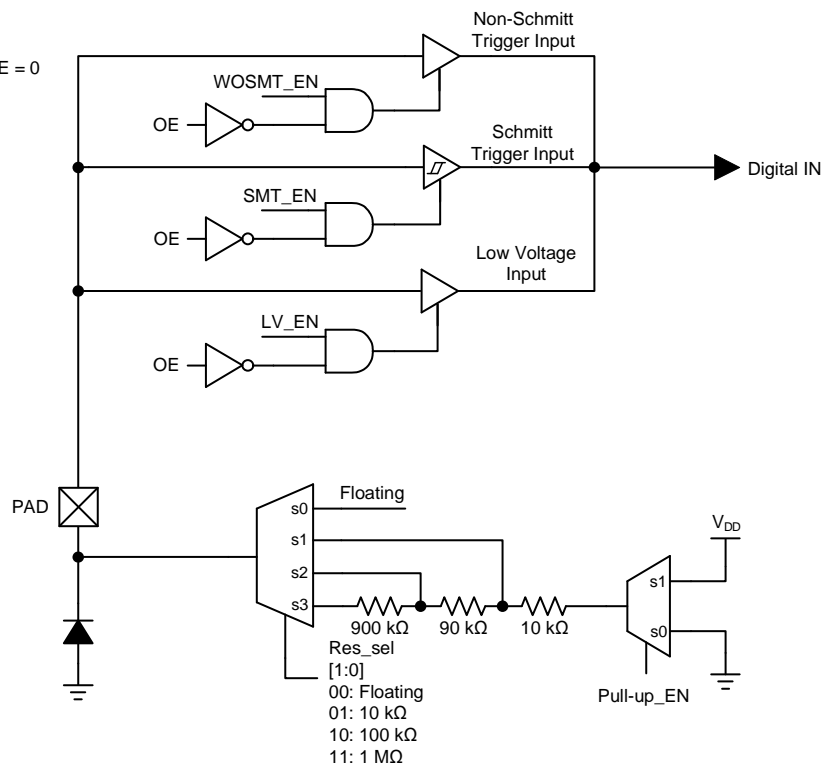 Non-Schmitt
Trigger Input
E = 0
WOSMT_EN
OE
Schmitt
Trigger Input
Digital IN
SMT_EN
OE
Low Voltage
Input
LV_EN
OE
PAD
Floating
s0
s1
s2
s3
900 kΩ
90 kΩ
10 kΩ
VDD
s1
s0
Pull-up_EN
Res_sel
[1:0]
00: Floating
01: 10 kΩ
10: 100 kΩ
11: 1 MΩ